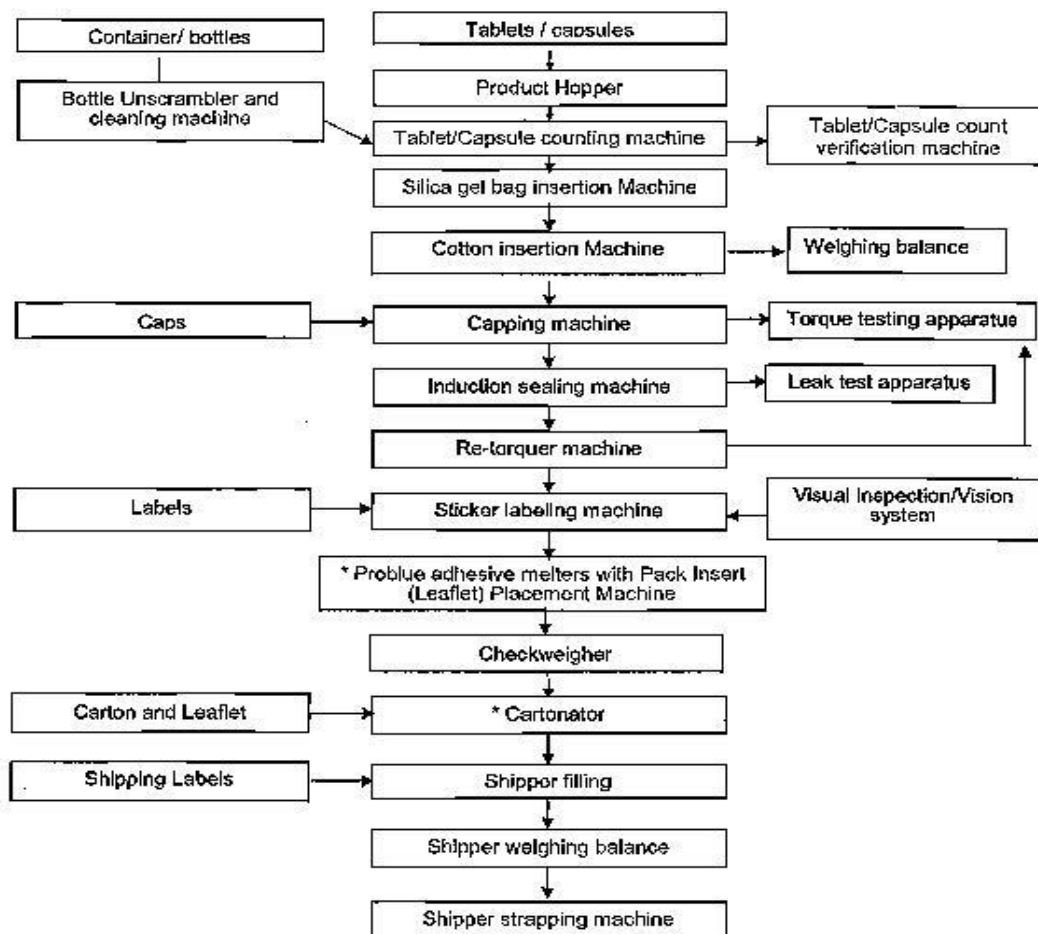 Container/ bottles
Tablets / capsules
Bottle Unscrambler and
cleaning machine
Product Hopper
Tablet/Capsule counting machine
Tablet/Capsule count
verification machine
Silica gel bag insertion Machine
Cotton insertion Machine
Weighing balance
Caps
Capping machine
Torque testing apparatus
Induction sealing machine
Leak test apparatus
Re-torquer machine
Labels
Sticker labeling machine
Visual Inspection/Vision
system
* Problue adhesive melters with Pack Insert
(Leaflet) Placement Machine
Checkweigher
Carton and Leaflet
* Cartonator
Shipping Labels
Shipper filling
Shipper weighing balance
Shipper strapping machine